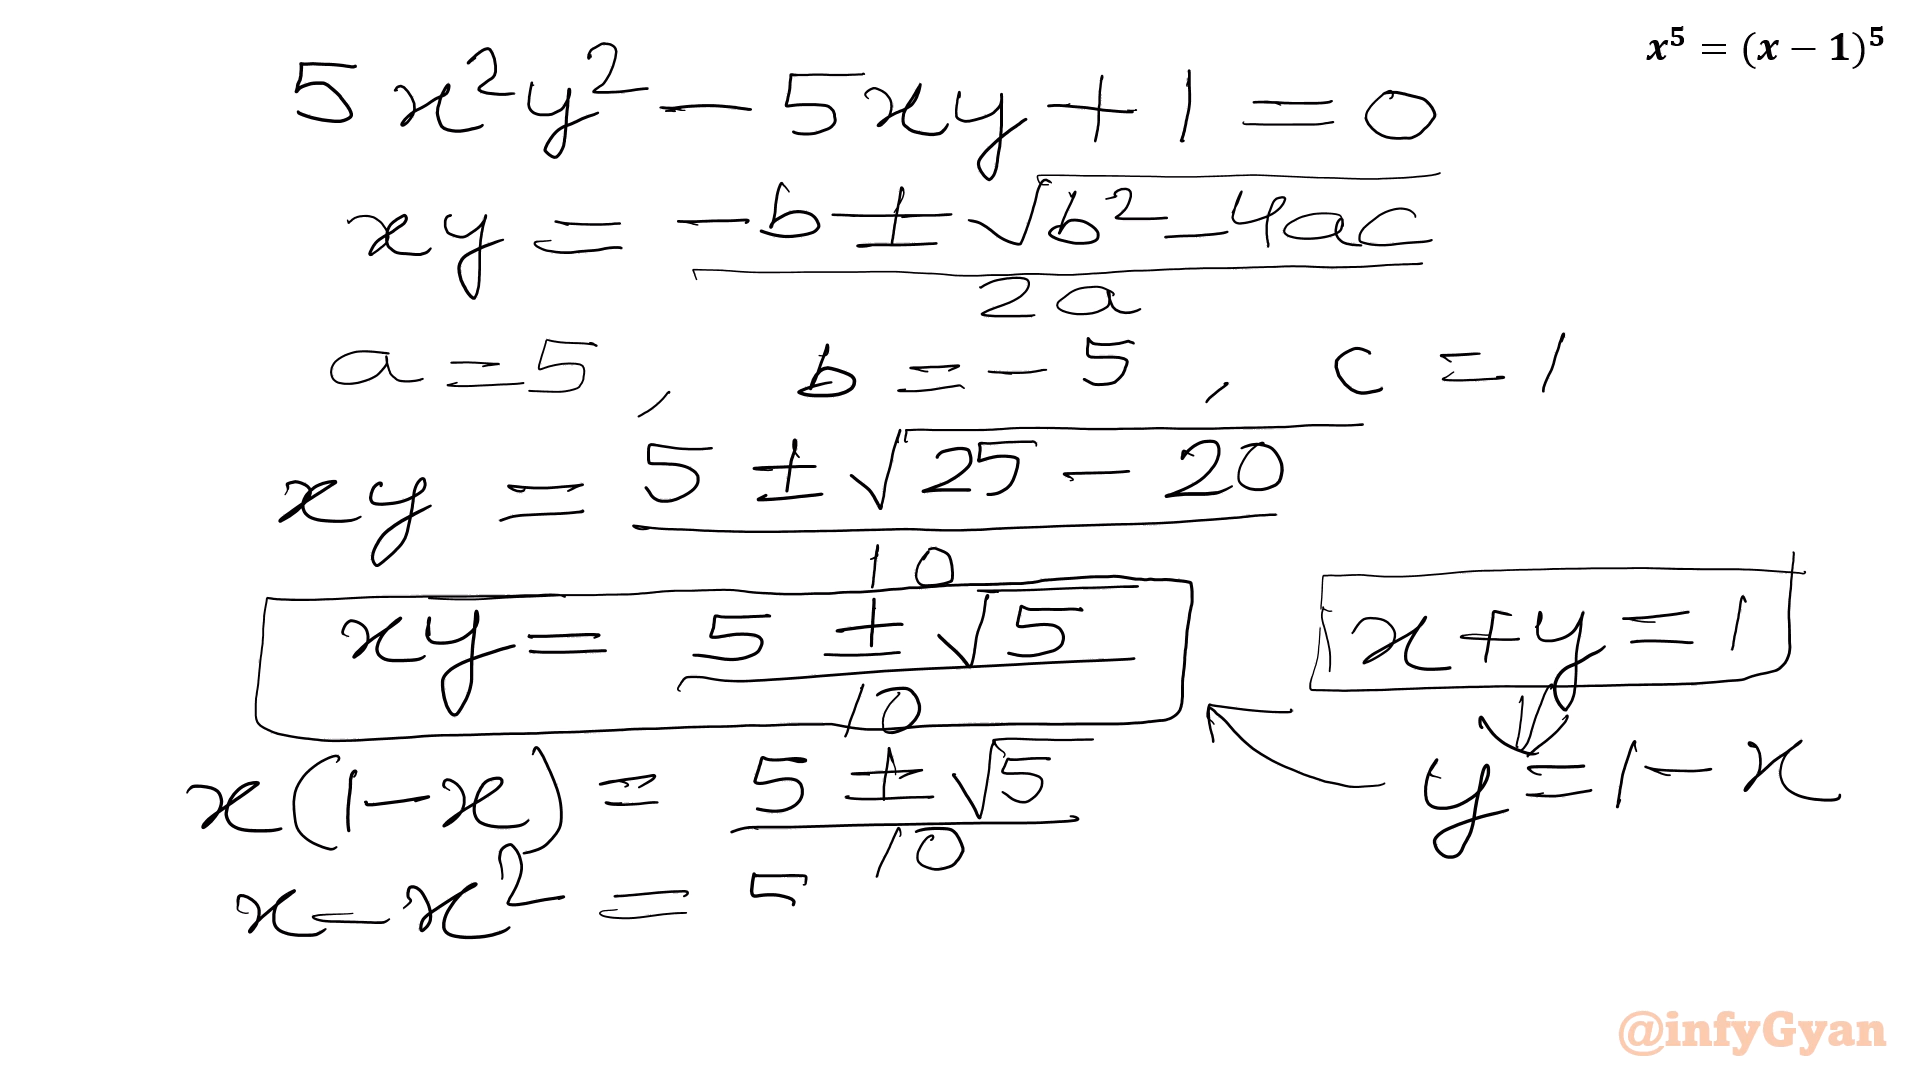 x⁵ = (x − 1)⁵
5x²y² − 5xy + 1 = 0
xy = (−b ± √(b² − 4ac)) / 2a
a = 5 , b = −5 , c = 1
xy = (5 ± √(25 − 20)) / 10
xy = (5 ± √5) / 10
x + y = 1
y = 1 − x
x(1 − x) = (5 ± √5) / 10
x − x² = 5
@infyGyan